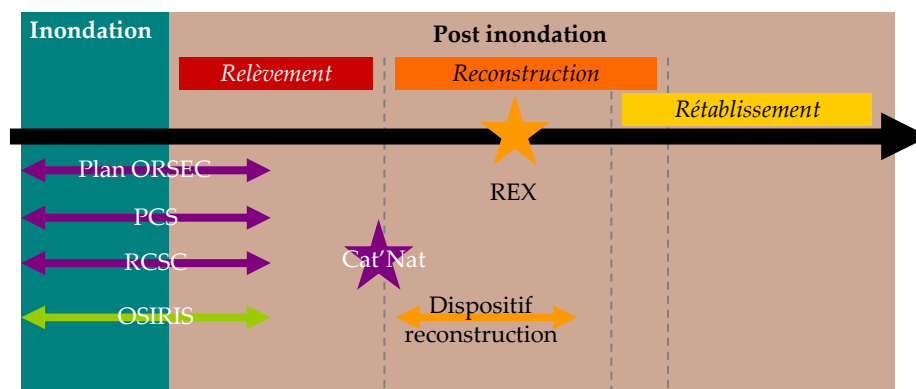 Inondation
Post inondation
Relèvement
Reconstruction
Rétablissement
Plan ORSEC
REX
PCS
RCSC
Cat'Nat
OSIRIS
Dispositif
reconstruction